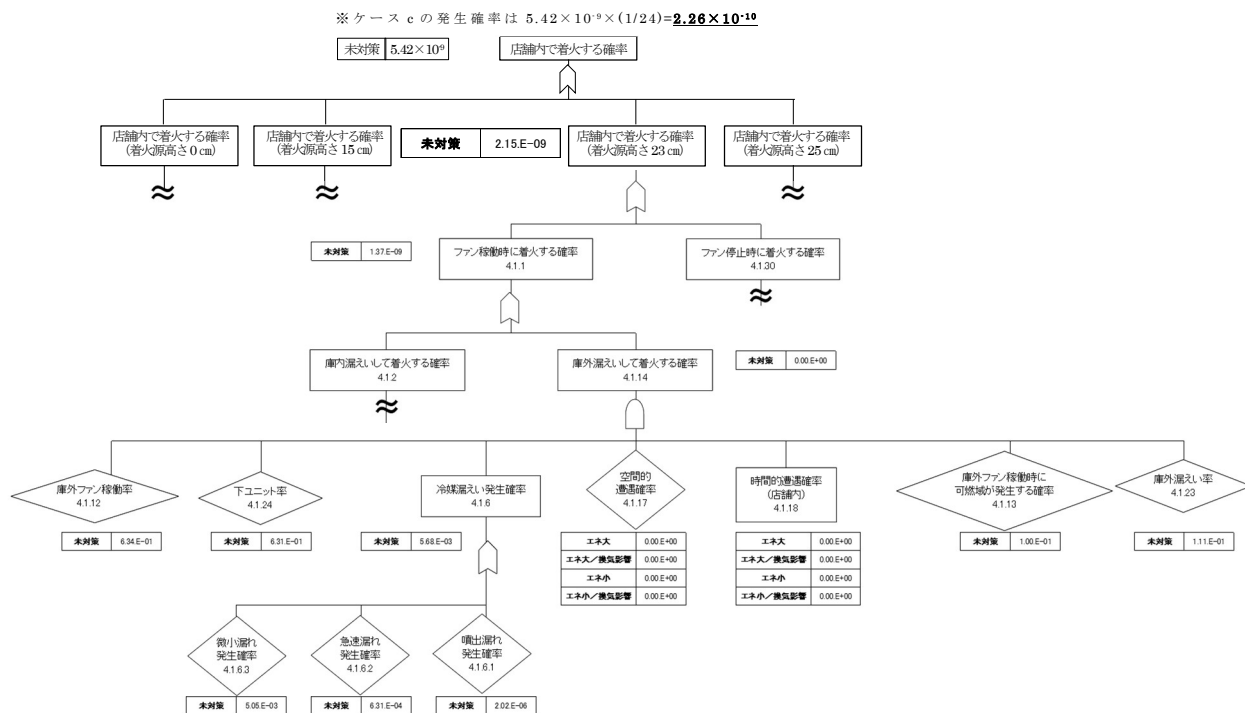 ※ケースcの発生確率は 5.42×10⁻⁹×(1/24)=2.26×10⁻¹⁰
未対策 5.42×10⁹
店舗内で着火する確率
店舗内で着火する確率
(着火源高さ0㎝)
店舗内で着火する確率
(着火源高さ15㎝)
未対策 2.15.E-09
店舗内で着火する確率
(着火源高さ23㎝)
店舗内で着火する確率
(着火源高さ25㎝)
未対策 1.37.E-09
ファン稼働時に着火する確率
4.1.1
ファン停止時に着火する確率
4.1.30
庫内漏えいして着火する確率
4.1.2
庫外漏えいして着火する確率
4.1.14
未対策 0.00.E+00
庫外ファン稼働率
4.1.12
下ユニット率
4.1.24
冷媒漏えい発生確率
4.1.6
空間的
遭遇確率
4.1.17
時間的遭遇確率
(店舗内)
4.1.18
庫外ファン稼働時に
可燃域が発生する確率
4.1.13
庫外漏えい率
4.1.23
未対策 6.34.E-01
未対策 6.31.E-01
未対策 5.68.E-03
エネ大 0.00.E+00
エネ大/換気影響 0.00.E+00
エネ小 0.00.E+00
エネ小/換気影響 0.00.E+00
エネ大 0.00.E+00
エネ大/換気影響 0.00.E+00
エネ小 0.00.E+00
エネ小/換気影響 0.00.E+00
未対策 1.00.E-01
未対策 1.11.E-01
微小漏れ
発生確率
4.1.6.3
急速漏れ
発生確率
4.1.6.2
噴出漏れ
発生確率
4.1.6.1
未対策 5.05.E-03
未対策 6.31.E-04
未対策 2.02.E-06